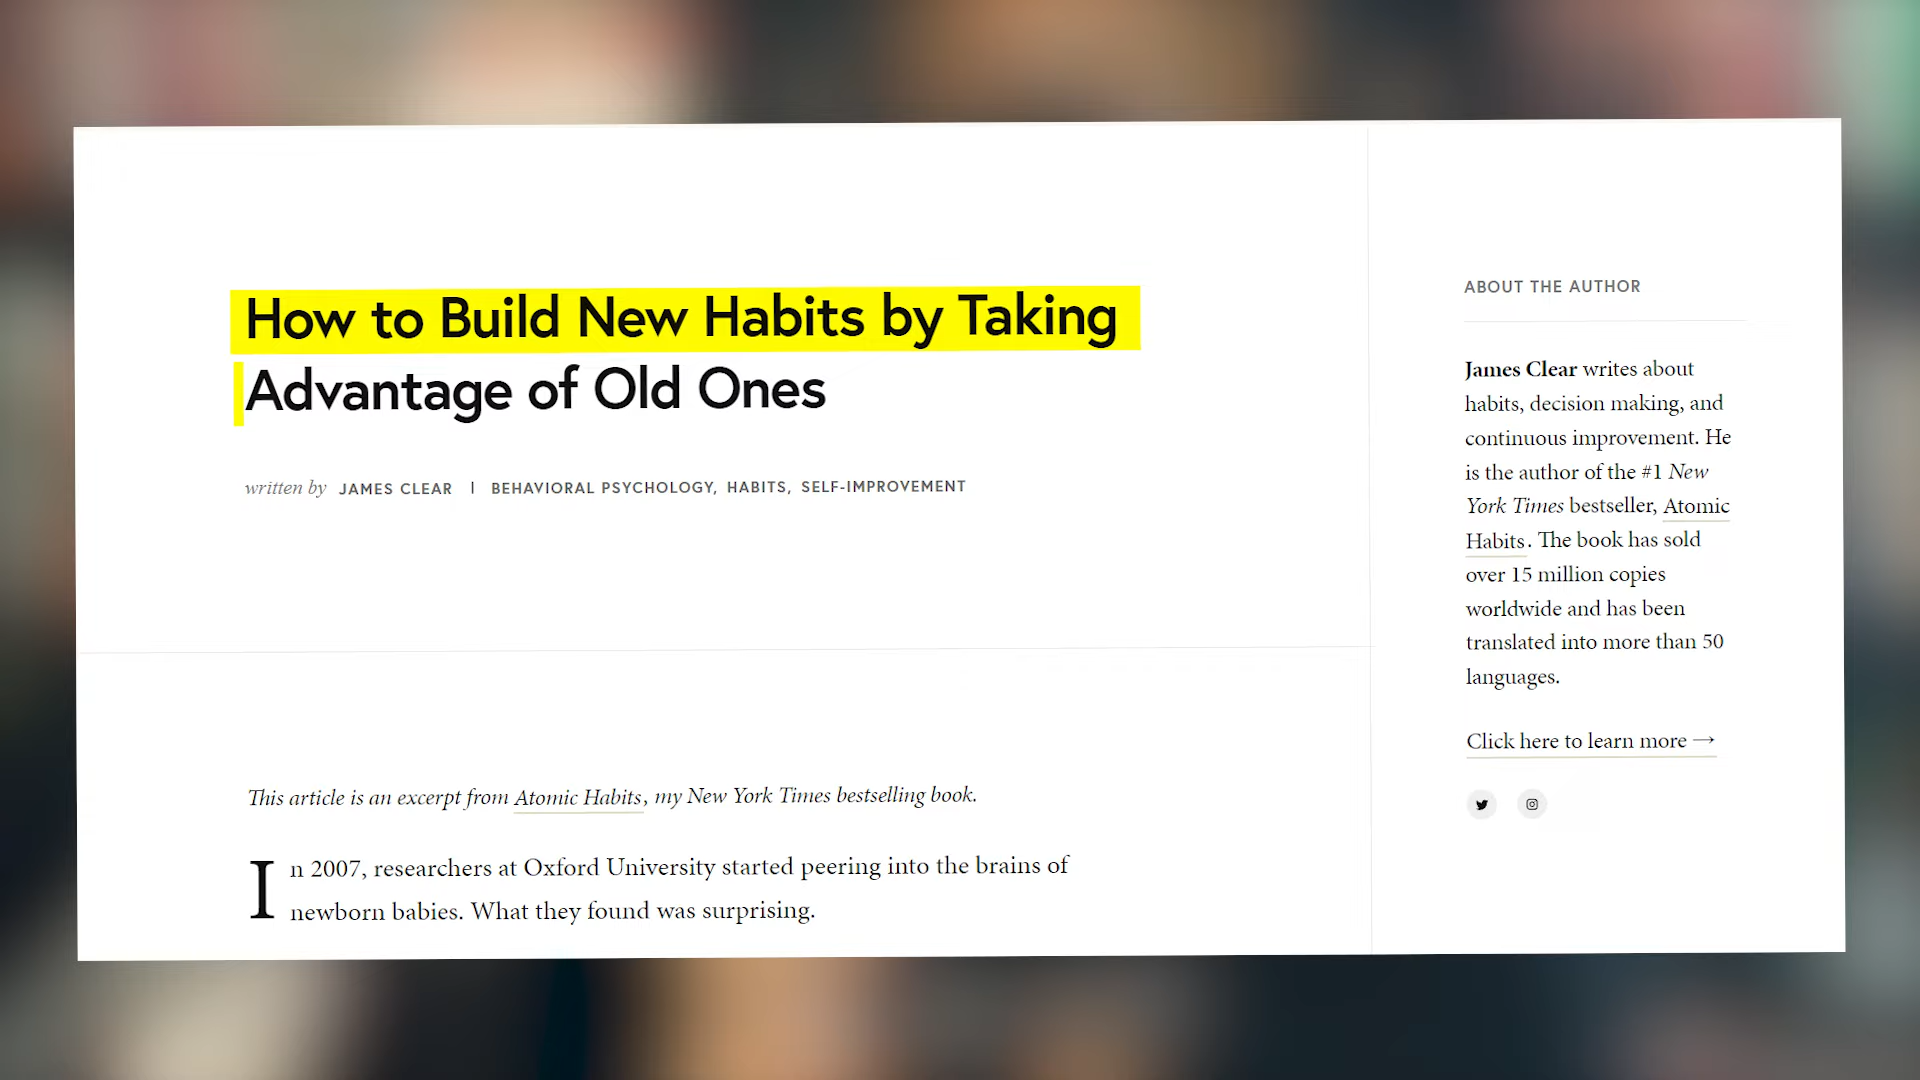 How to Build New Habits by Taking
Advantage of Old Ones
written by JAMES CLEAR | BEHAVIORAL PSYCHOLOGY, HABITS, SELF-IMPROVEMENT
This article is an excerpt from Atomic Habits, my New York Times bestselling book.
In 2007, researchers at Oxford University started peering into the brains of
newborn babies. What they found was surprising.
ABOUT THE AUTHOR
James Clear writes about
habits, decision making, and
continuous improvement. He
is the author of the #1 New
York Times bestseller, Atomic
Habits. The book has sold
over 15 million copies
worldwide and has been
translated into more than 50
languages.
Click here to learn more →